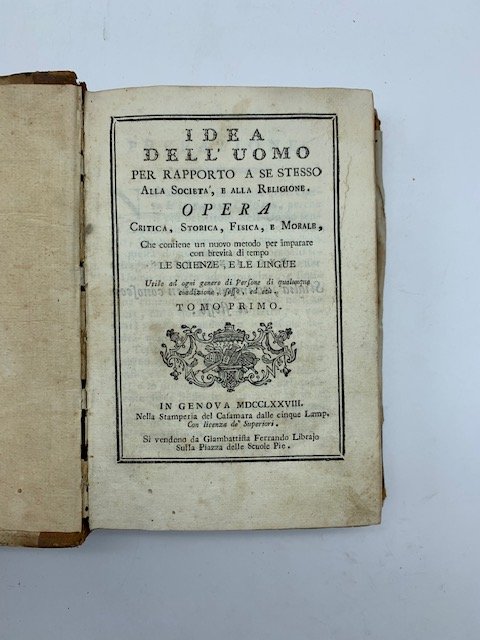 IDEA
DELL' UOMO
PER RAPPORTO A SE STESSO
ALLA SOCIETA', E ALLA RELIGIONE.
OPERA
CRITICA, STORICA, FISICA, E MORALE,
Che contiene un nuovo metodo per imparare
con brevità di tempo
LE SCIENZE, E LE LINGUE
Utile ad ogni genere di Persone di qualunque
condizione, sesso, ed età.
TOMO PRIMO.
IN GENOVA MDCCLXXVIII.
Nella Stamperia del Casamara dalle cinque Lamp.
Con licenza de' Superiori.
Si vendono da Giambattista Ferrando Librajo
Sulla Piazza delle Scuole Pie.